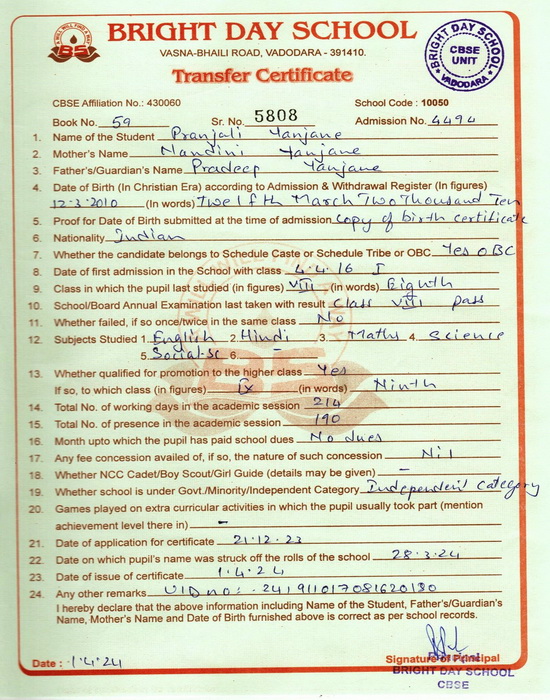 BRIGHT DAY SCHOOL
VASNA-BHAILI ROAD, VADODARA - 391410.
BRIGHT DAY SCHOOL
CBSE
UNIT
VADODARA
Transfer Certificate
CBSE Affiliation No.: 430060 School Code : 10050
Book No. 59 Sr. No. 5808 Admission No. 4494
1. Name of the Student Pranjali Tanjane
2. Mother's Name Nandini Tanjane
3. Father's/Guardian's Name Pradeep Tanjane
4. Date of Birth (In Christian Era) according to Admission & Withdrawal Register (In figures)
12·3·2010 (In words) Twelfth March Two Thousand Ten
5. Proof for Date of Birth submitted at the time of admission Copy of birth certificate
6. Nationality Indian
7. Whether the candidate belongs to Schedule Caste or Schedule Tribe or OBC Yes OBC
8. Date of first admission in the School with class 4·4·16 I
9. Class in which the pupil last studied (in figures) VIII (in words) Eighth
10. School/Board Annual Examination last taken with result Class VIII pass
11. Whether failed, if so once/twice in the same class No
12. Subjects Studied 1. English 2. Hindi 3. Maths 4. Science
5. Social·sc 6. –
13. Whether qualified for promotion to the higher class Yes
If so, to which class (in figures) IX (in words) Ninth
14. Total No. of working days in the academic session 214
15. Total No. of presence in the academic session 190
16. Month upto which the pupil has paid school dues No dues
17. Any fee concession availed of, if so, the nature of such concession Nil
18. Whether NCC Cadet/Boy Scout/Girl Guide (details may be given) –
19. Whether school is under Govt./Minority/Independent Category Independent category
20. Games played on extra curricular activities in which the pupil usually took part (mention
achievement level there in) –
21. Date of application for certificate 21·12·23
22. Date on which pupil's name was struck off the rolls of the school 28·3·24
23. Date of issue of certificate 1·4·24
24. Any other remarks UID no: - 241911017081620180
I hereby declare that the above information including Name of the Student, Father's/Guardian's
Name, Mother's Name and Date of Birth furnished above is correct as per school records.
Date : 1·4·24 Signature of Principal
BRIGHT DAY SCHOOL
CBSE